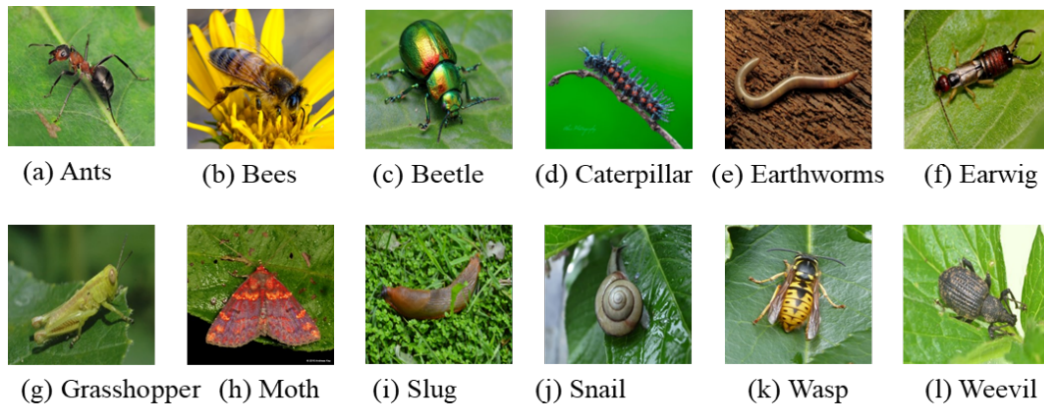 (a) Ants
(b) Bees
(c) Beetle
(d) Caterpillar
(e) Earthworms
(f) Earwig
(g) Grasshopper
(h) Moth
(i) Slug
(j) Snail
(k) Wasp
(l) Weevil